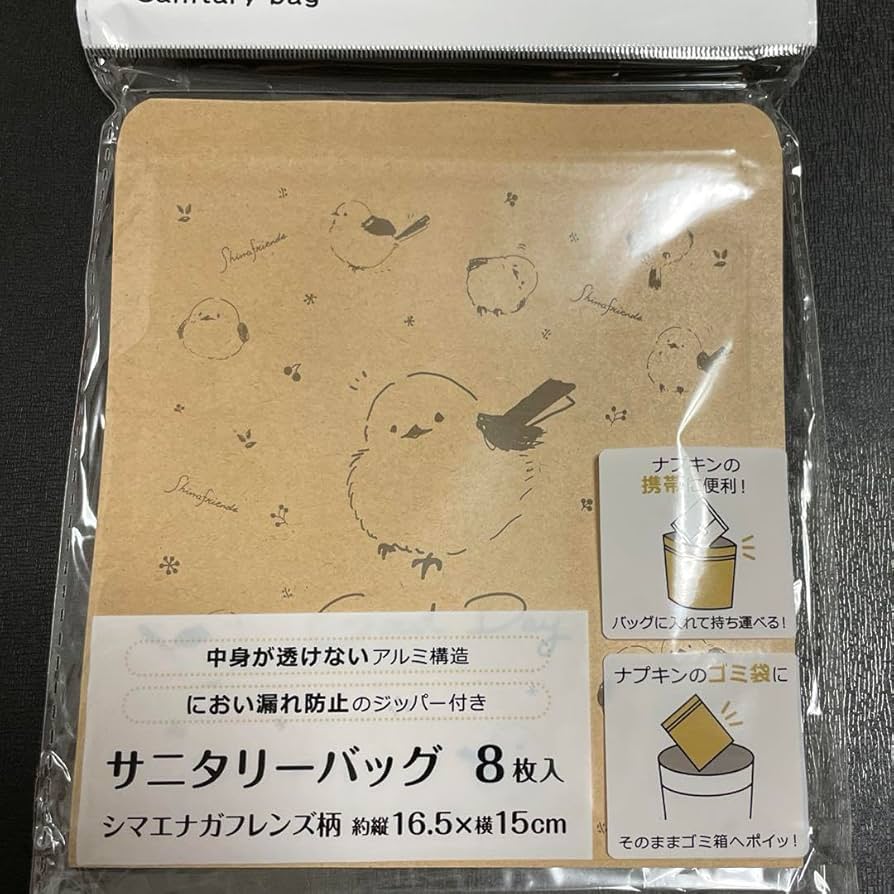 Sanitary bag
Shimafriends
Shimafriends
Shimafriends
ナプキンの
携帯に便利！
バッグに入れて持ち運べる！
Good Day
中身が透けないアルミ構造
におい漏れ防止のジッパー付き
サニタリーバッグ 8枚入
シマエナガフレンズ柄 約縦16.5×横15cm
ナプキンのゴミ袋に
そのままゴミ箱へポイッ！